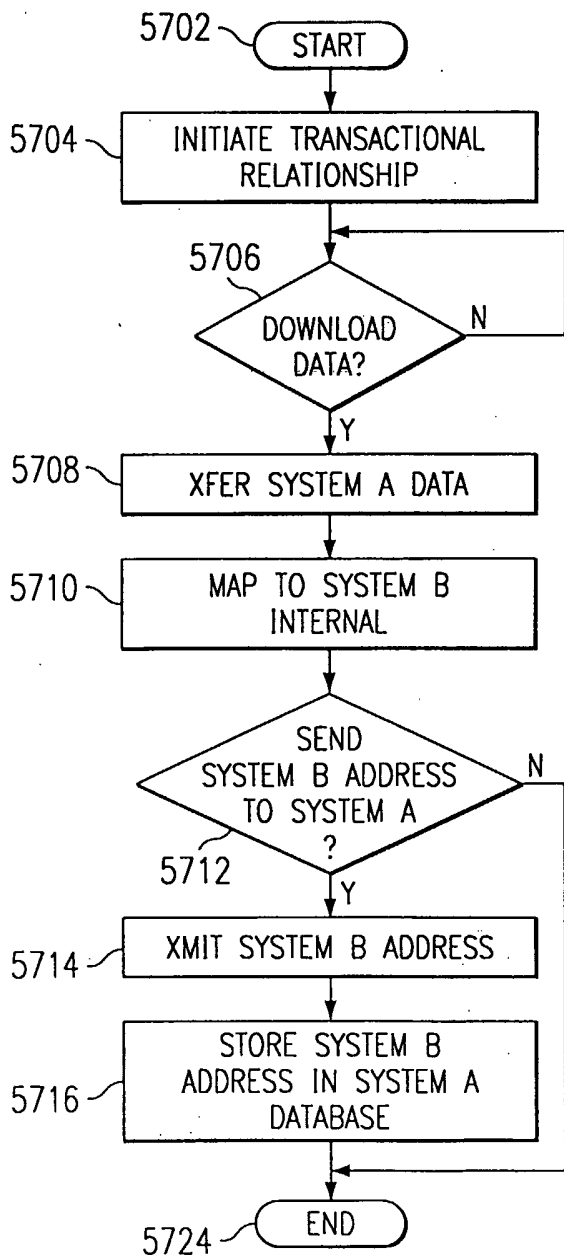 5702
START
5704
INITIATE TRANSACTIONAL
RELATIONSHIP
5706
DOWNLOAD
DATA?
N
Y
5708
XFER SYSTEM A DATA
5710
MAP TO SYSTEM B
INTERNAL
SEND
SYSTEM B ADDRESS
TO SYSTEM A
?
N
5712
Y
5714
XMIT SYSTEM B ADDRESS
5716
STORE SYSTEM B
ADDRESS IN SYSTEM A
DATABASE
5724
END